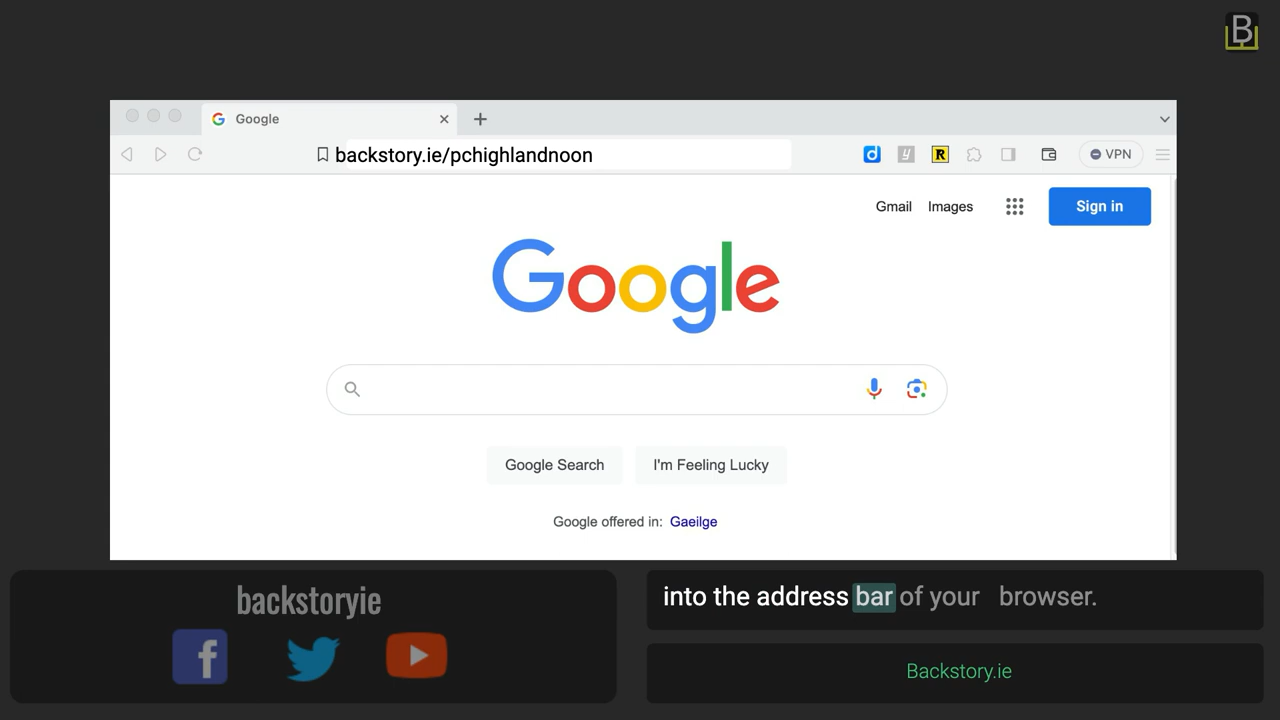 B
Google
backstory.ie/pchighlandnoon
d
y
R
VPN
Gmail Images
Sign in
Google
Google Search
I'm Feeling Lucky
Google offered in: Gaeilge
backstoryie
f
into the address bar of your browser.
Backstory.ie